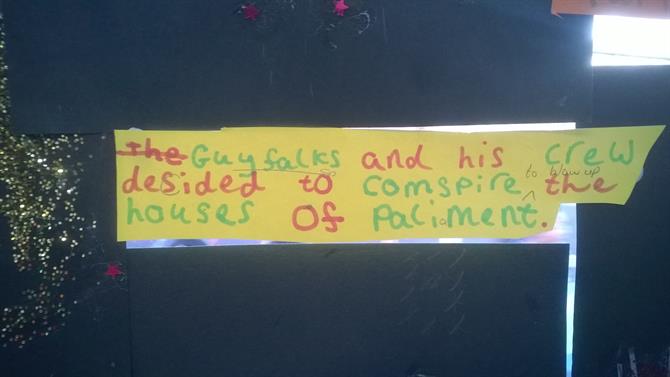 the Guy falks and his crew
desided to comspire to blow up the
houses of paliament.